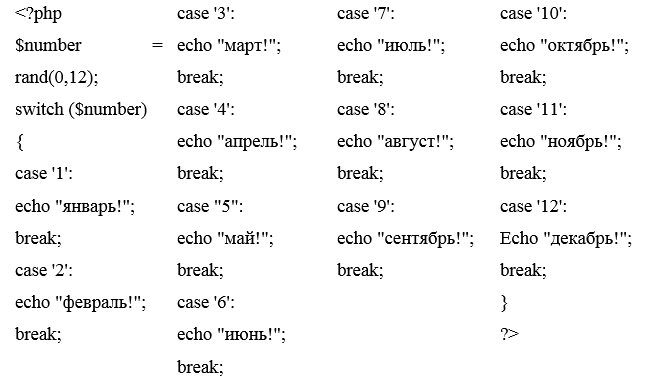 <?php
$number =
rand(0,12);
switch ($number)
{
case '1':
echo "январь!";
break;
case '2':
echo "февраль!";
break;
case '3':
echo "март!";
break;
case '4':
echo "апрель!";
break;
case "5":
echo "май!";
break;
case '6':
echo "июнь!";
break;
case '7':
echo "июль!";
break;
case '8':
echo "август!";
break;
case '9':
echo "сентябрь!";
break;
case '10':
echo "октябрь!";
break;
case '11':
echo "ноябрь!";
break;
case '12':
Echo "декабрь!";
break;
}
?>